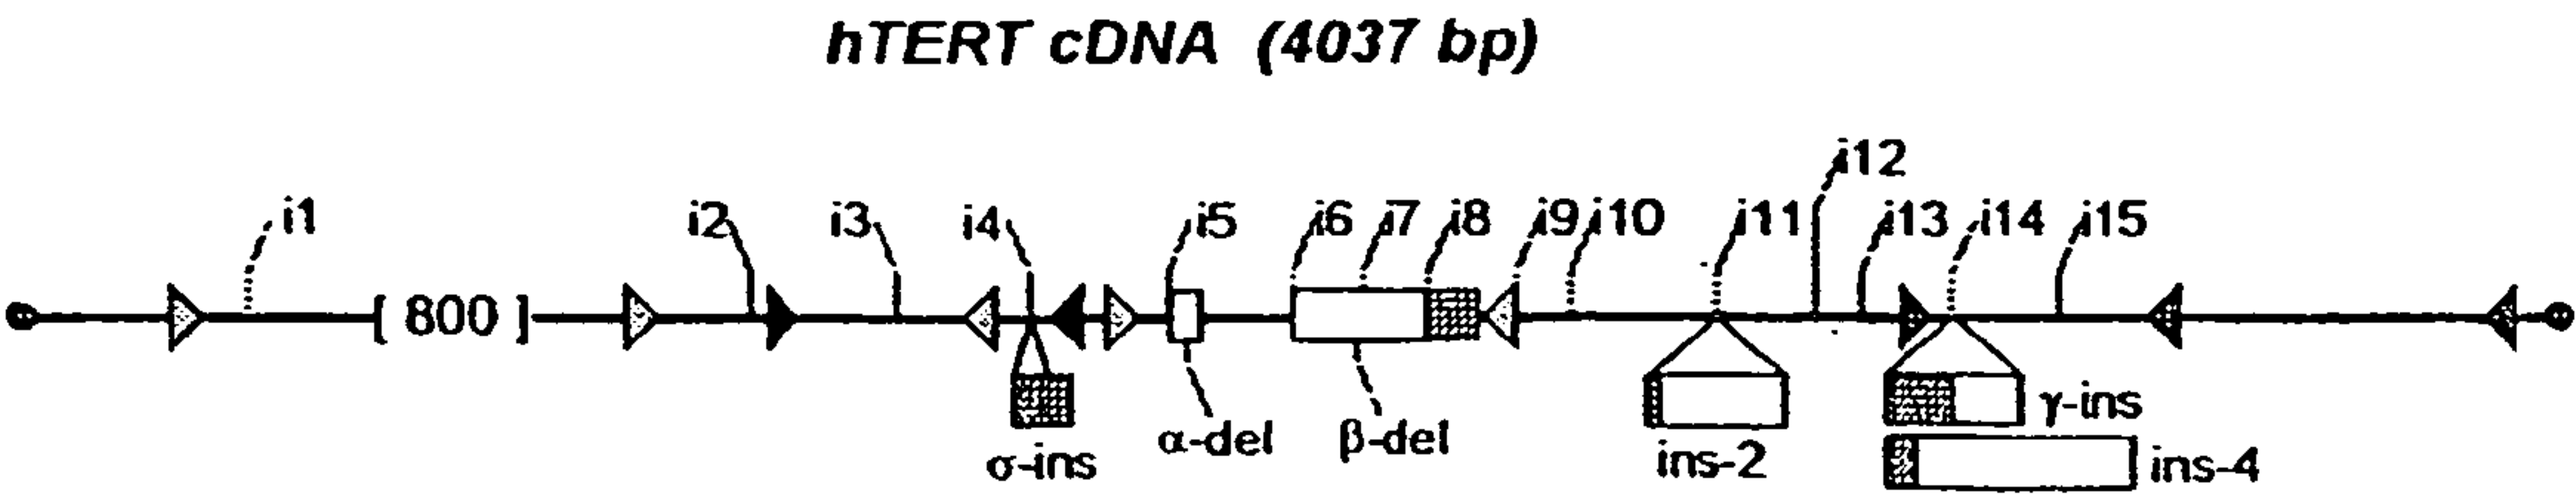 hTERT cDNA (4037 bp)
i12
i1 i2 i3 i4 i5 i6 i7 i8 i9 i10 i11 i13 i14 i15
[ 800 ]
σ-ins α-del β-del ins-2 γ-ins
ins-4